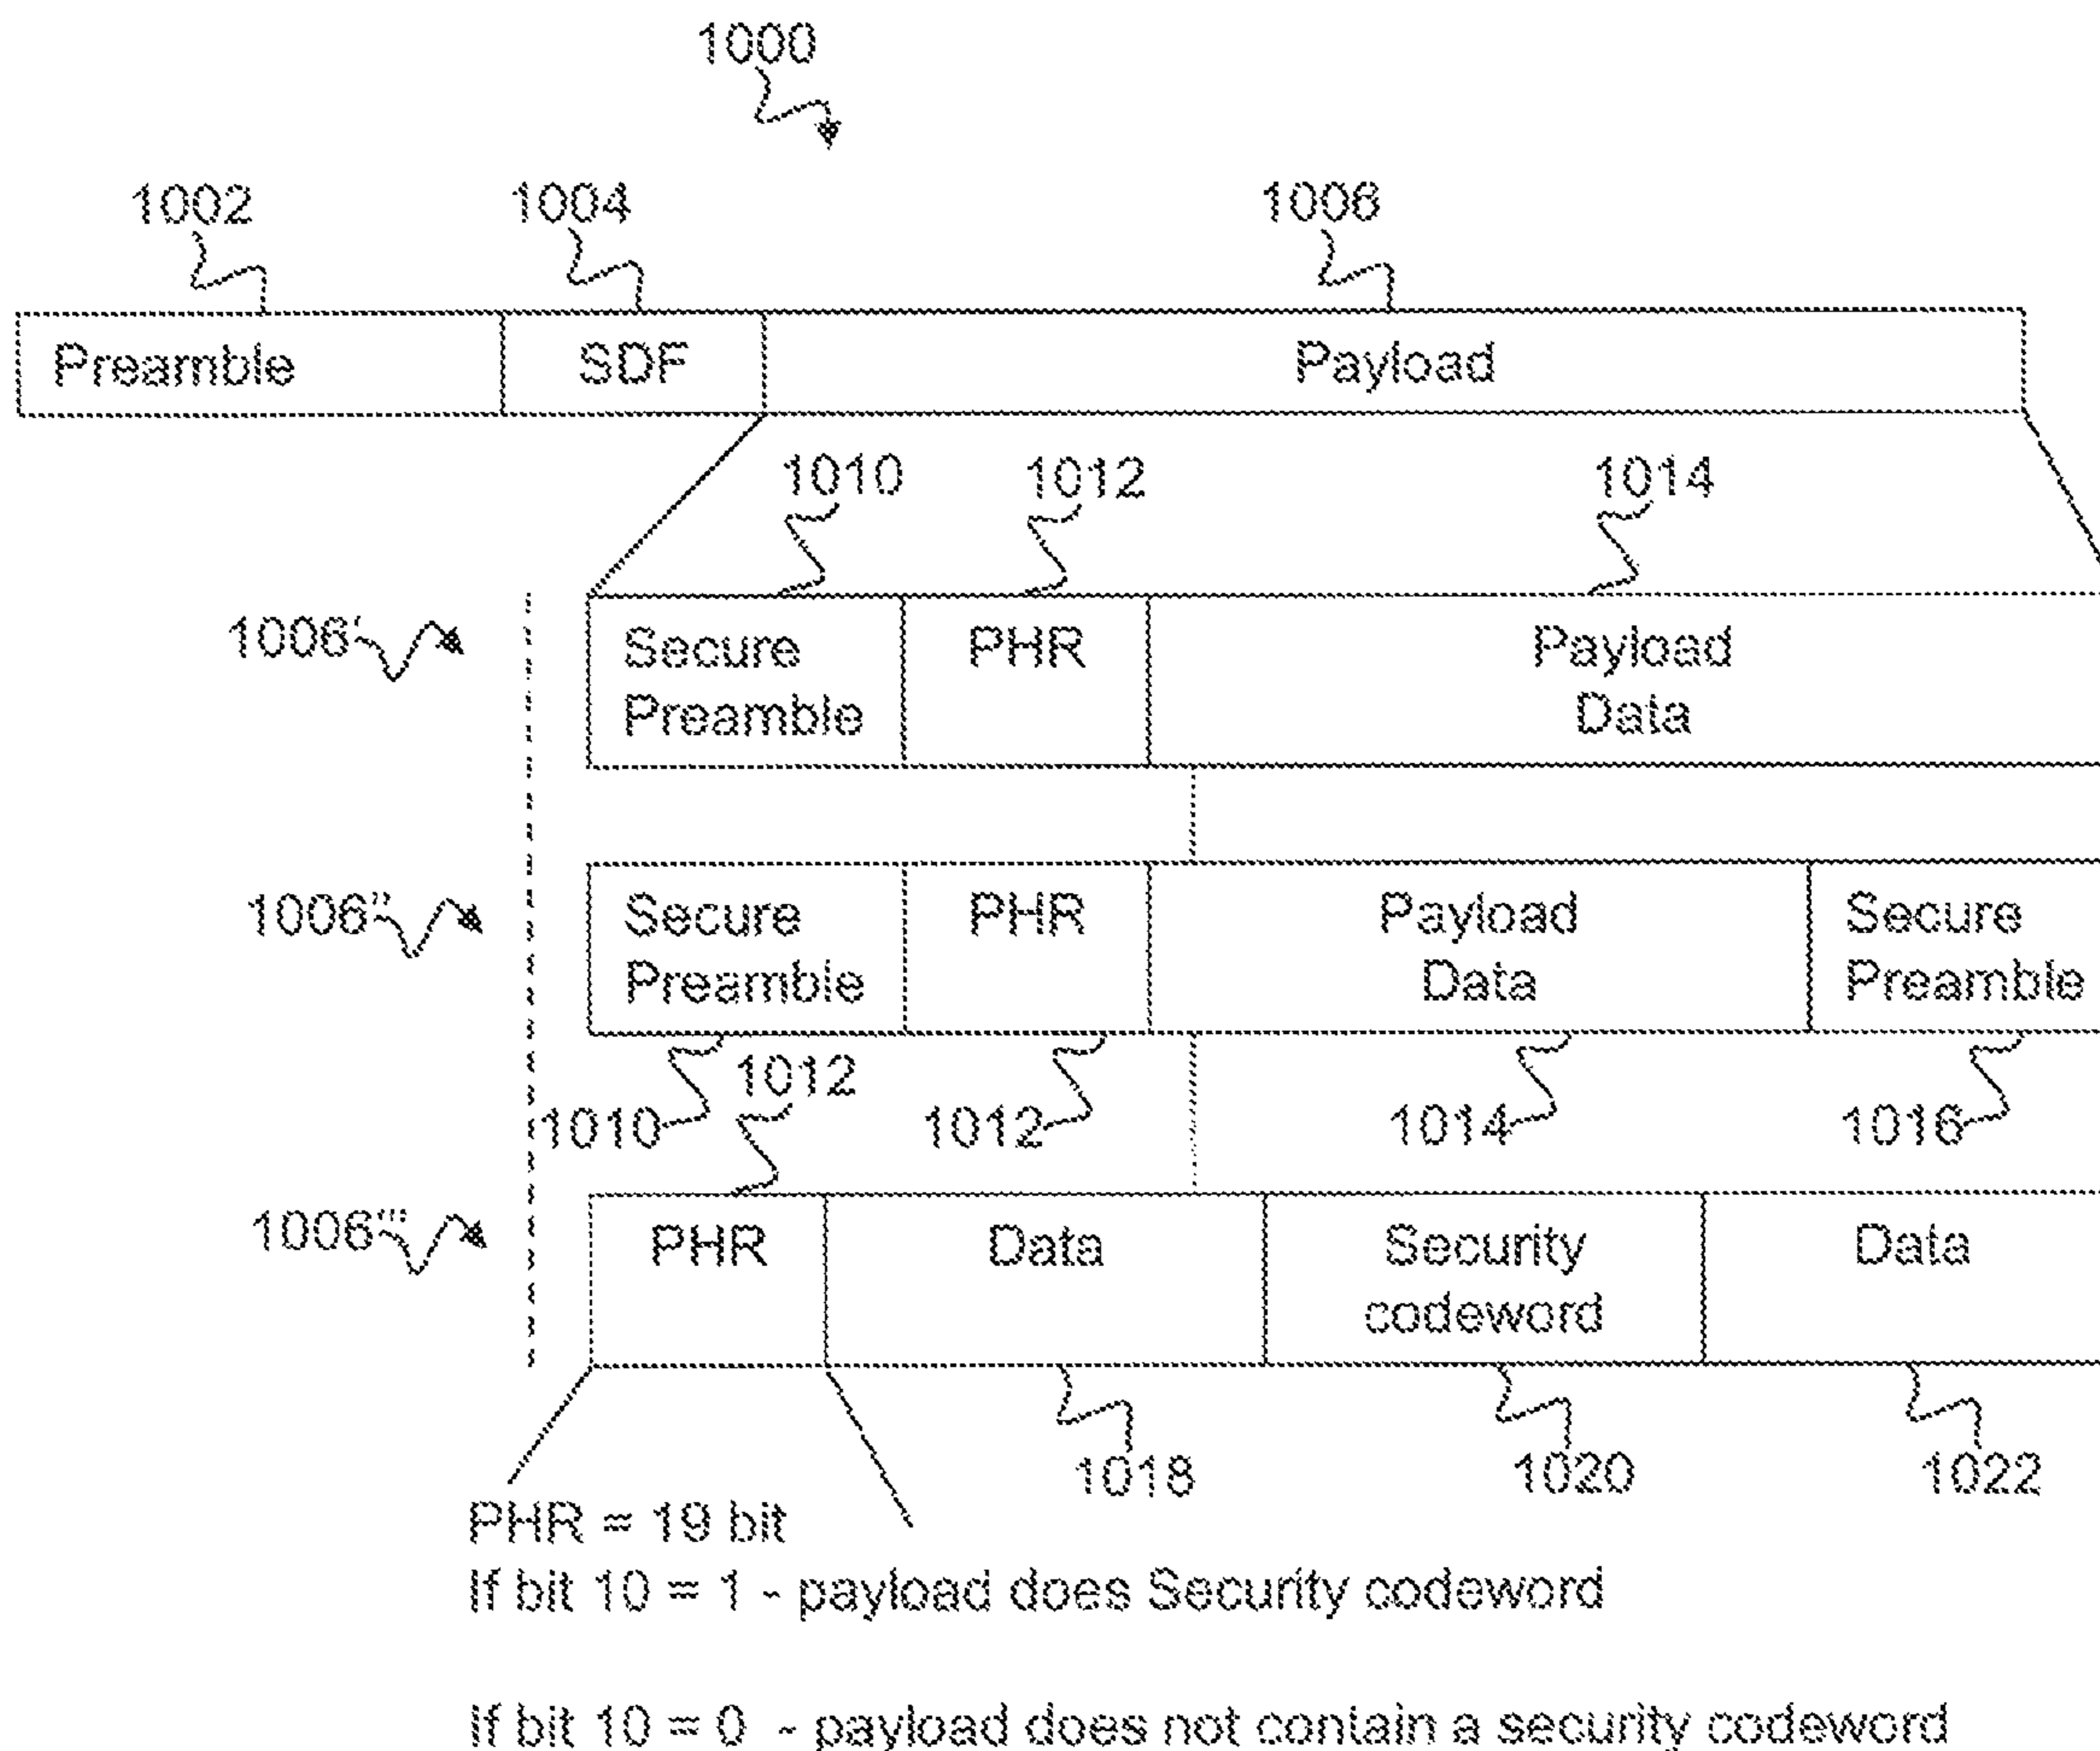 1000
1002 1004 1006
Preamble SDF Payload
1010 1012 1014
1006' Secure PHR Payload
Preamble Data
1006'' Secure PHR Payload Secure
Preamble Data Preamble
1012
1010 1012 1014 1016
1006''' PHR Data Security Data
codeword
1018 1020 1022
PHR = 19 bit
If bit 10 = 1 - payload does Security codeword
If bit 10 = 0 - payload does not contain a security codeword